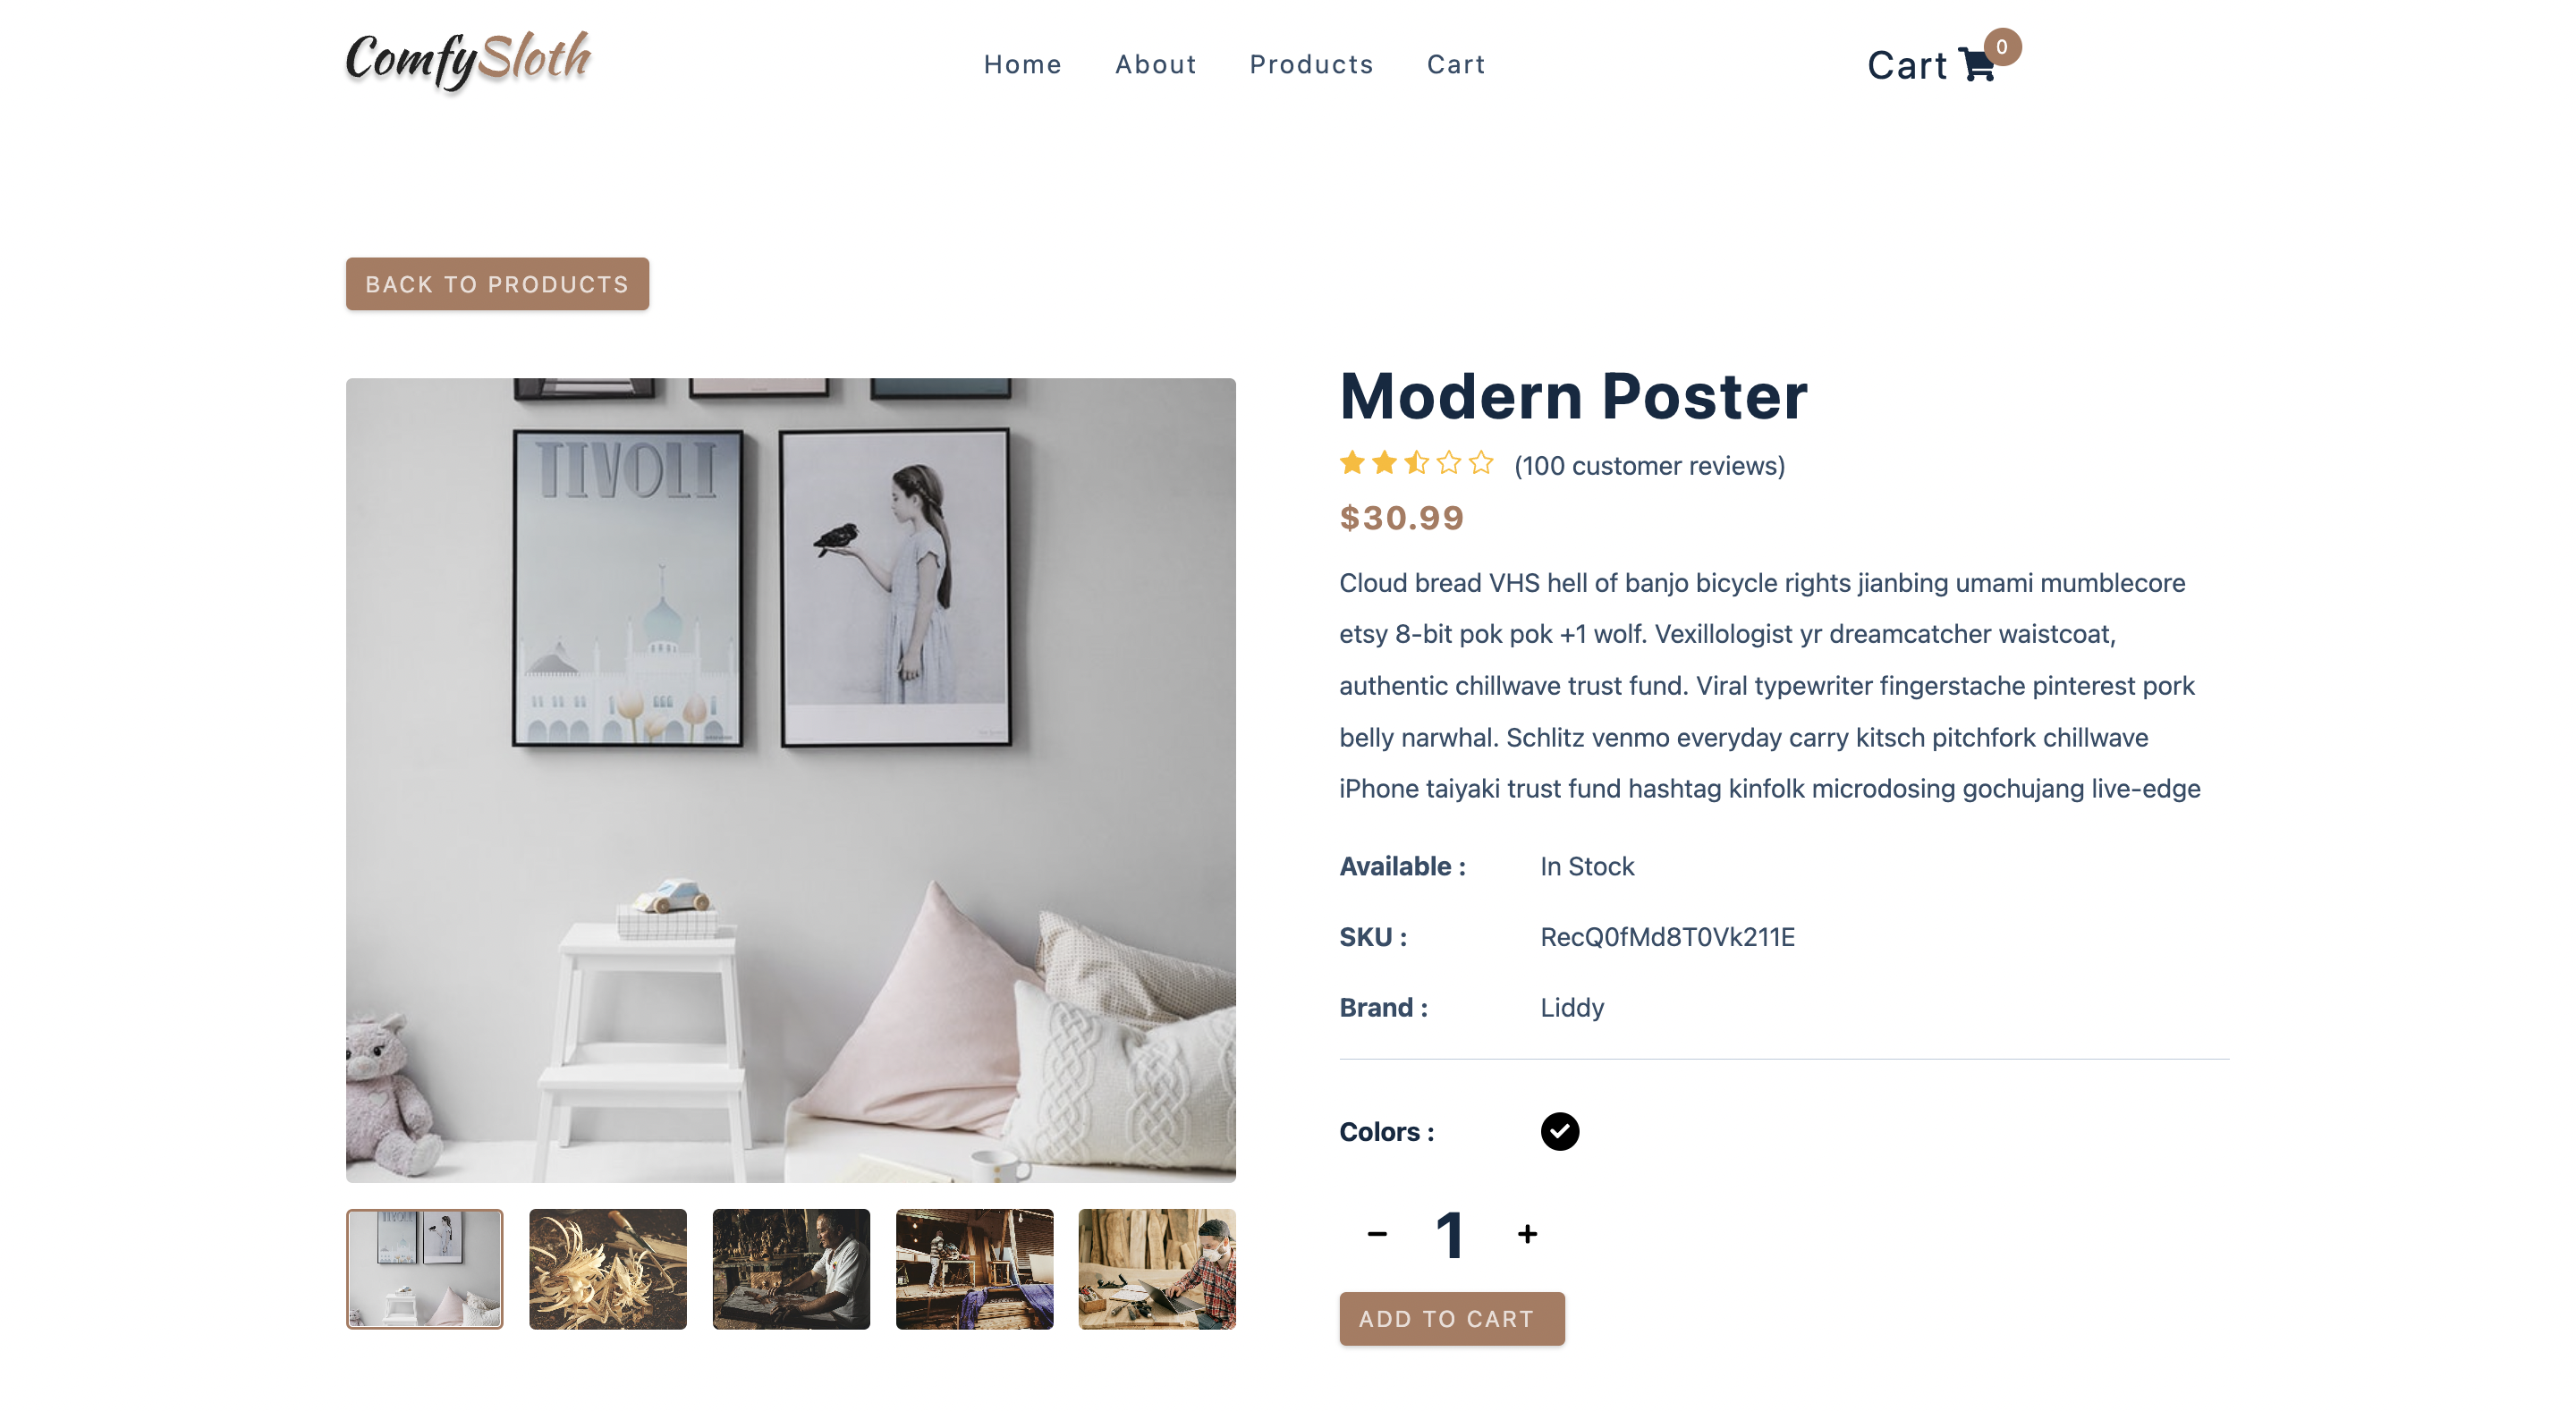 ComfySloth
Home About Products Cart
Cart 0
BACK TO PRODUCTS
TIVOLI
Modern Poster
(100 customer reviews)
$30.99
Cloud bread VHS hell of banjo bicycle rights jianbing umami mumblecore
etsy 8-bit pok pok +1 wolf. Vexillologist yr dreamcatcher waistcoat,
authentic chillwave trust fund. Viral typewriter fingerstache pinterest pork
belly narwhal. Schlitz venmo everyday carry kitsch pitchfork chillwave
iPhone taiyaki trust fund hashtag kinfolk microdosing gochujang live-edge
Available : In Stock
SKU : RecQ0fMd8T0Vk211E
Brand : Liddy
Colors :
- 1 +
ADD TO CART